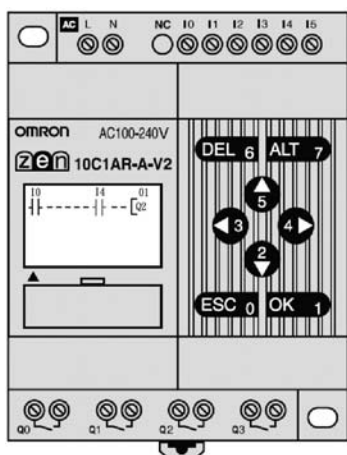 AC L N NC I0 I1 I2 I3 I4 I5
OMRON AC100-240V
zen 10C1AR-A-V2
DEL 6 ALT 7
I0 I4 01
[Q2
5
3 4
2
ESC 0 OK 1
Q0 Q1 Q2 Q3